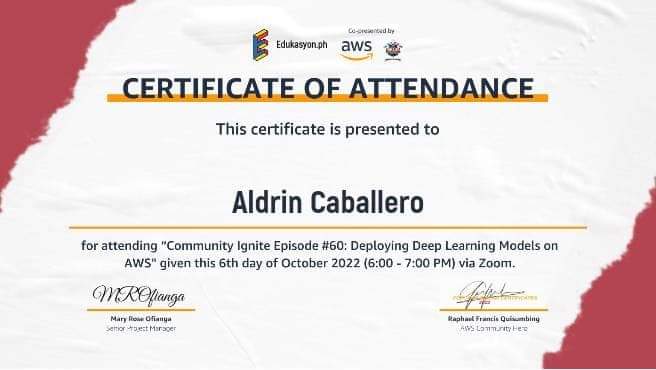 Co-presented by
Edukasyon.ph
aws
CERTIFICATE OF ATTENDANCE
This certificate is presented to
Aldrin Caballero
for attending "Community Ignite Episode #60: Deploying Deep Learning Models on
AWS" given this 6th day of October 2022 (6:00 - 7:00 PM) via Zoom.
MROfianga
Mary Rose Ofianga
Senior Project Manager
Raphael Francis Quisumbing
AWS Community Hero